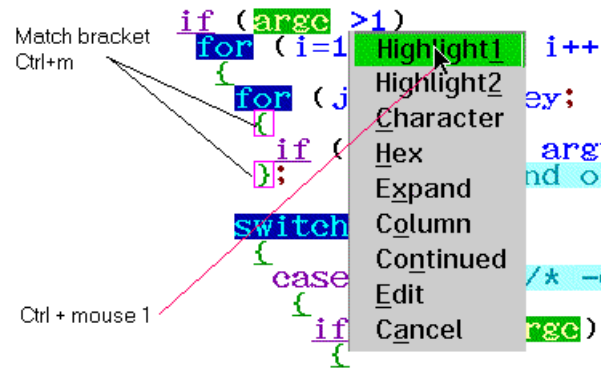 Match bracket
Ctrl+m
Ctrl + mouse 1
if (argc >1)
for (i=1 i++
{
for (j ey;
{
if ( arg
}; nd o
switch
{
case /* -
{
if rgc)
{
Highlight1
Highlight2
Character
Hex
Expand
Column
Continued
Edit
Cancel